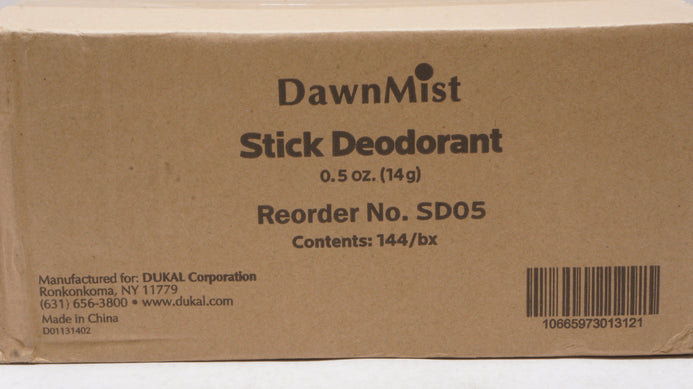 DawnMist
Stick Deodorant
0.5 oz. (14g)
Reorder No. SD05
Contents: 144/bx
Manufactured for: DUKAL Corporation
Ronkonkoma, NY 11779
(631) 656-3800 • www.dukal.com
Made in China
D01131402
10665973013121